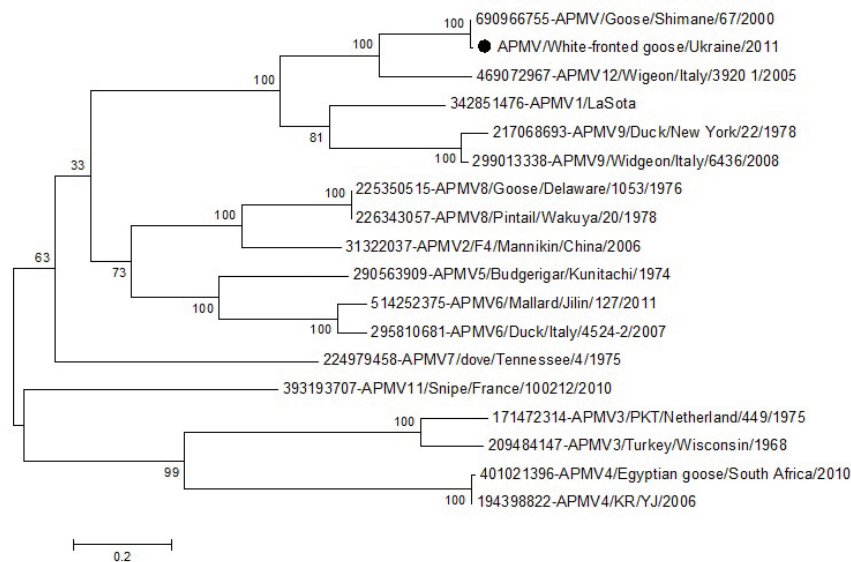 100
690966755-APMV/Goose/Shimane/67/2000
100
APMV/White-fronted goose/Ukraine/2011
100
469072967-APMV12/Wigeon/Italy/3920 1/2005
342851476-APMV1/LaSota
81
217068693-APMV9/Duck/New York/22/1978
100
299013338-APMV9/Widgeon/Italy/6436/2008
33
100
225350515-APMV8/Goose/Delaware/1053/1976
100
226343057-APMV8/Pintail/Wakuya/20/1978
31322037-APMV2/F4/Mannikin/China/2006
63
73
290563909-APMV5/Budgerigar/Kunitachi/1974
100
514252375-APMV6/Mallard/Jilin/127/2011
100
295810681-APMV6/Duck/Italy/4524-2/2007
224979458-APMV7/dove/Tennessee/4/1975
393193707-APMV11/Snipe/France/100212/2010
100
171472314-APMV3/PKT/Netherland/449/1975
209484147-APMV3/Turkey/Wisconsin/1968
99
401021396-APMV4/Egyptian goose/South Africa/2010
100
194398822-APMV4/KR/YJ/2006
0.2